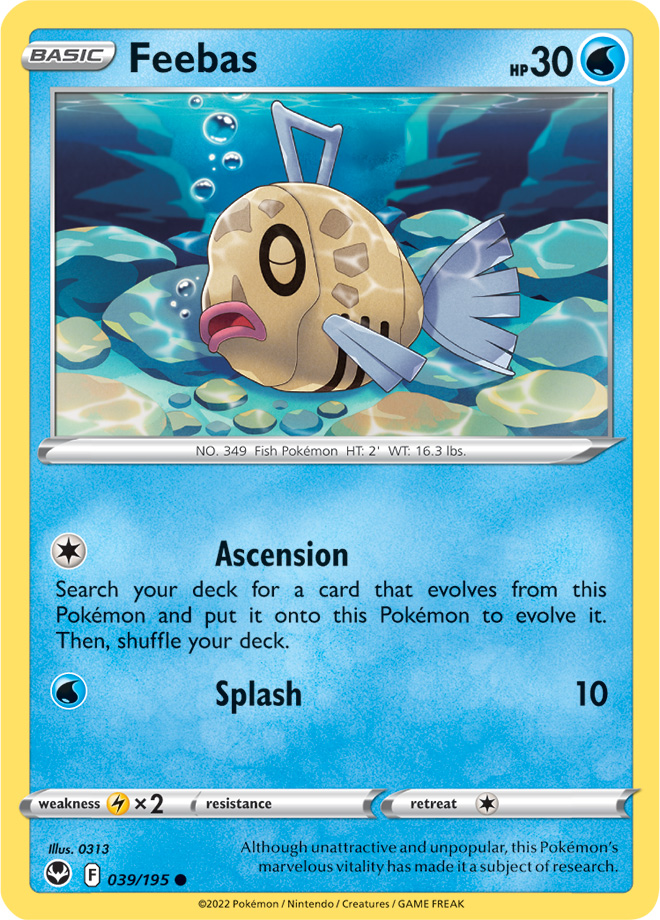 BASIC Feebas HP30
NO. 349 Fish Pokémon HT: 2' WT: 16.3 lbs.
Ascension
Search your deck for a card that evolves from this
Pokémon and put it onto this Pokémon to evolve it.
Then, shuffle your deck.
Splash 10
weakness ×2 resistance retreat
Illus. 0313
Although unattractive and unpopular, this Pokémon's
marvelous vitality has made it a subject of research.
F 039/195
©2022 Pokémon / Nintendo / Creatures / GAME FREAK